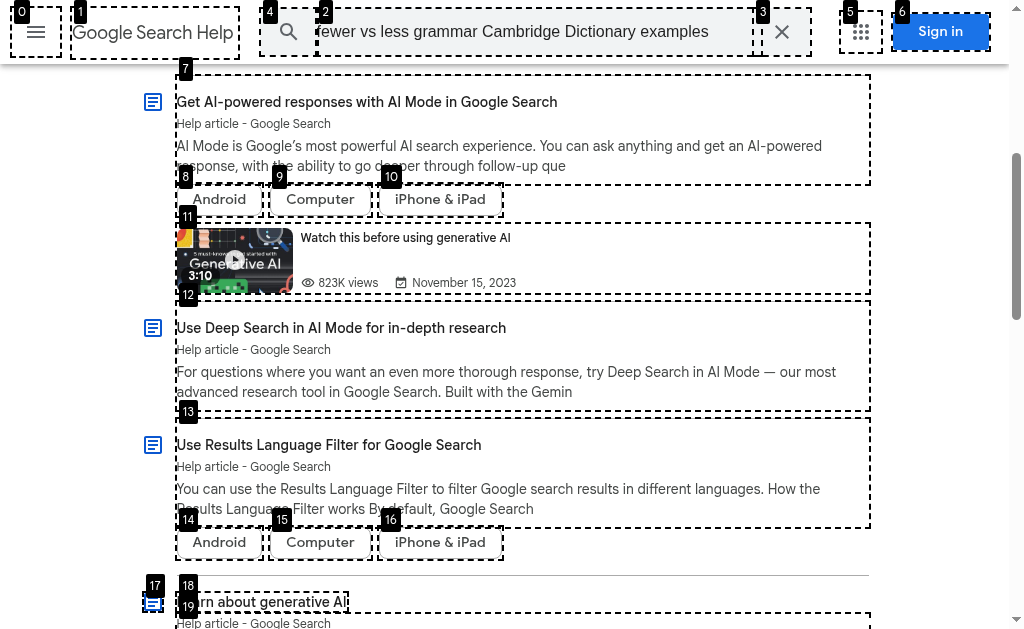 0
1
4
2
3
5
6
Google Search Help
ewer vs less grammar Cambridge Dictionary examples
Sign in
7
Get AI-powered responses with AI Mode in Google Search
Help article - Google Search
AI Mode is Google's most powerful AI search experience. You can ask anything and get an AI-powered
response, with the ability to go deeper through follow-up que
8
9
10
Android
Computer
iPhone & iPad
11
Watch this before using generative AI
Generative AI
3:10
823K views
November 15, 2023
12
Use Deep Search in AI Mode for in-depth research
Help article - Google Search
For questions where you want an even more thorough response, try Deep Search in AI Mode — our most
advanced research tool in Google Search. Built with the Gemin
13
Use Results Language Filter for Google Search
Help article - Google Search
You can use the Results Language Filter to filter Google search results in different languages. How the
Results Language Filter works By default, Google Search
14
15
16
Android
Computer
iPhone & iPad
17
18
Learn about generative AI
19
Help article - Google Search